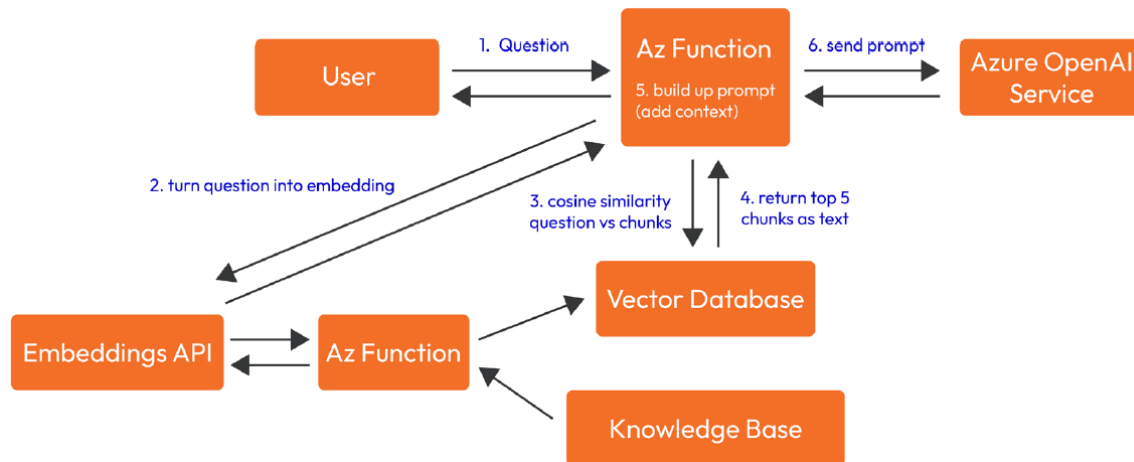 1. Question
User
Az Function
5. build up prompt
(add context)
6. send prompt
Azure OpenAI
Service
2. turn question into embedding
3. cosine similarity
question vs chunks
4. return top 5
chunks as text
Vector Database
Embeddings API
Az Function
Knowledge Base